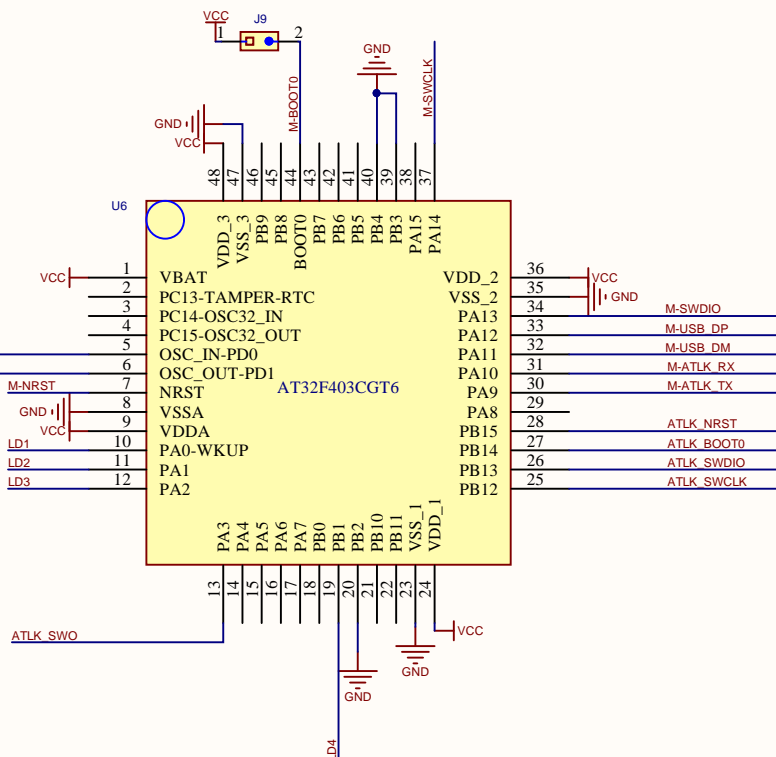 VCC
J9
1
2
GND
M-BOOT0
M-SWCLK
GND
VCC
48
47
46
45
44
43
42
41
40
39
38
37
U6
VDD_3
VSS_3
PB9
PB8
BOOT0
PB7
PB6
PB5
PB4
PB3
PA15
PA14
VCC 1 VBAT
2 PC13-TAMPER-RTC
3 PC14-OSC32_IN
4 PC15-OSC32_OUT
5 OSC_IN-PD0
6 OSC_OUT-PD1
M-NRST 7 NRST
GND 8 VSSA
VCC 9 VDDA
LD1 10 PA0-WKUP
LD2 11 PA1
LD3 12 PA2
AT32F403CGT6
VDD_2 36 VCC
VSS_2 35 GND
PA13 34 M-SWDIO
PA12 33 M-USB_DP
PA11 32 M-USB_DM
PA10 31 M-ATLK_RX
PA9 30 M-ATLK_TX
PA8 29
PB15 28 ATLK_NRST
PB14 27 ATLK_BOOT0
PB13 26 ATLK_SWDIO
PB12 25 ATLK_SWCLK
PA3
PA4
PA5
PA6
PA7
PB0
PB1
PB2
PB10
PB11
VSS_1
VDD_1
13
14
15
16
17
18
19
20
21
22
23
24
ATLK_SWO
VCC
GND
GND